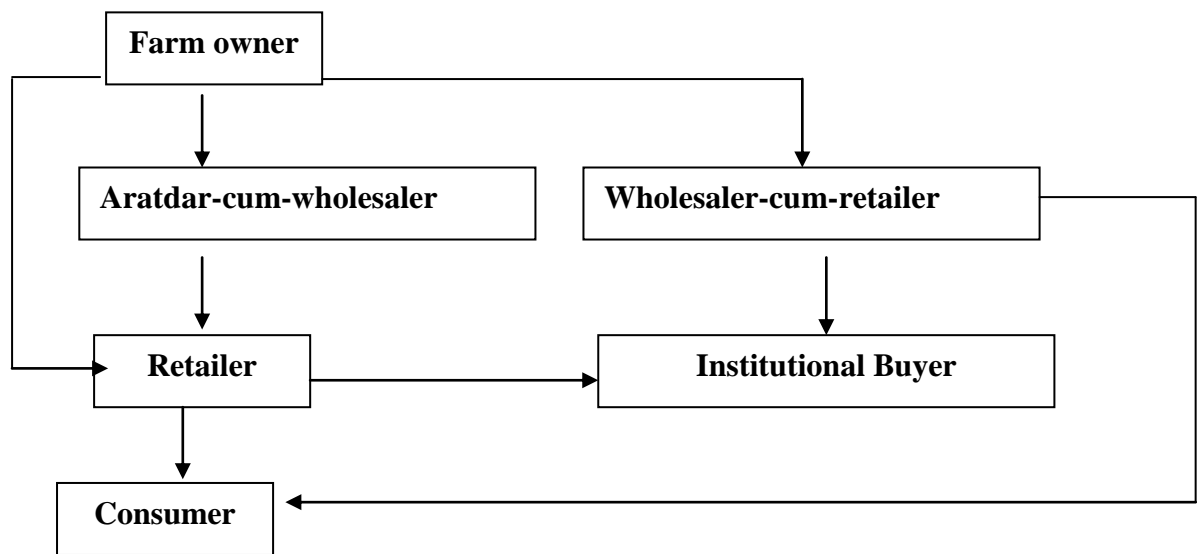 Farm owner
Aratdar-cum-wholesaler
Wholesaler-cum-retailer
Retailer
Institutional Buyer
Consumer